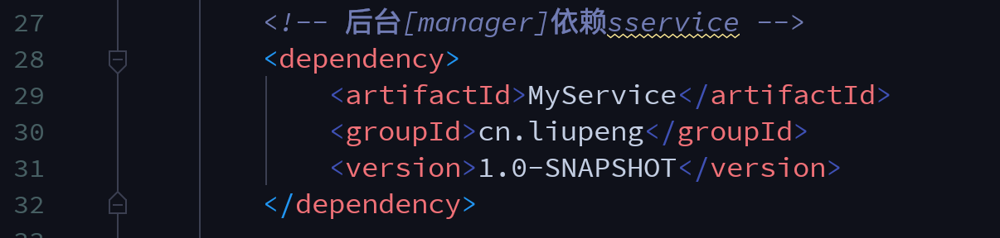 27 <!-- 后台[manager]依赖sservice -->
28 <dependency>
29 <artifactId>MyService</artifactId>
30 <groupId>cn.liupeng</groupId>
31 <version>1.0-SNAPSHOT</version>
32 </dependency>